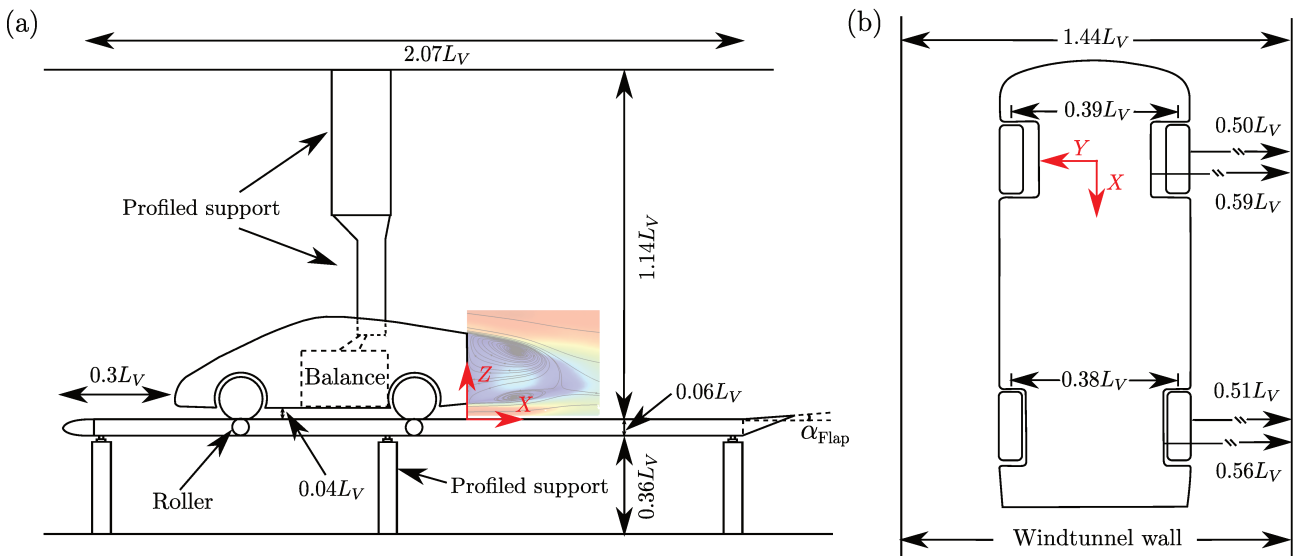 (a)
2.07L_V
Profiled support
1.14L_V
0.3L_V
Balance
Z
X
0.06L_V
α_Flap
Roller
0.04L_V
Profiled support
0.36L_V
(b)
1.44L_V
0.39L_V
0.50L_V
Y
X
0.59L_V
0.38L_V
0.51L_V
0.56L_V
Windtunnel wall